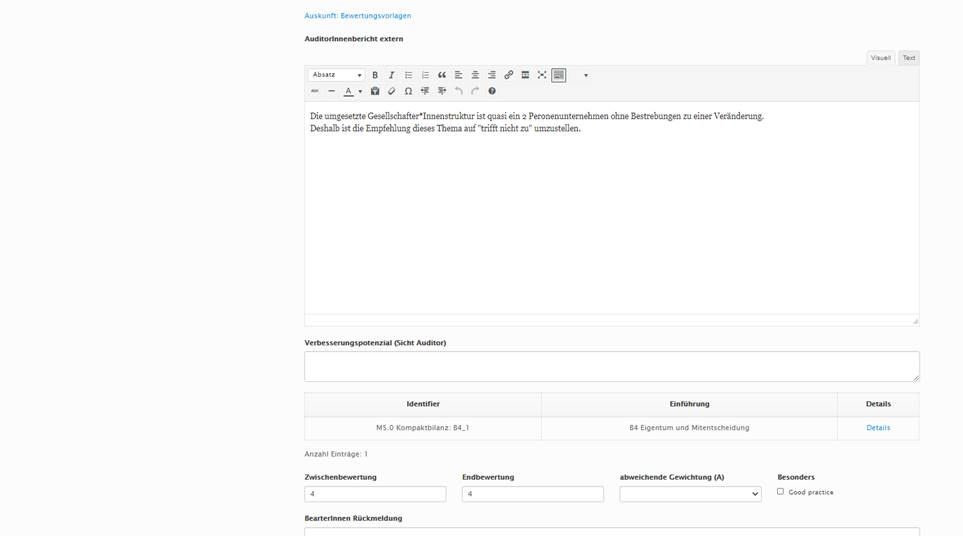 Auskunft: Bewertungsvorlagen
AuditorInnenbericht extern
Visuell Text
Absatz
Die umgesetzte Gesellschafter*Innenstruktur ist quasi ein 2 Peronenunternehmen ohne Bestrebungen zu einer Veränderung.
Deshalb ist die Empfehlung dieses Thema auf "trifft nicht zu" umzustellen.
Verbesserungspotenzial (Sicht Auditor)
Identifier Einführung Details
M5.0 Kompaktbilanz: B4_1 B4 Eigentum und Mitentscheidung Details
Anzahl Einträge: 1
Zwischenbewertung Endbewertung abweichende Gewichtung (A) Besonders
4 4 Good practice
BearterInnen Rückmeldung